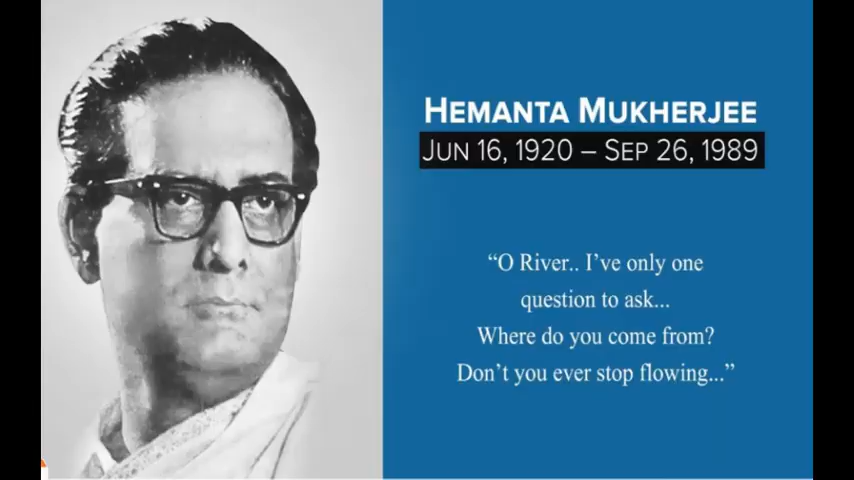 HEMANTA MUKHERJEE
JUN 16, 1920 – SEP 26, 1989
“O River.. I’ve only one
question to ask...
Where do you come from?
Don’t you ever stop flowing...”